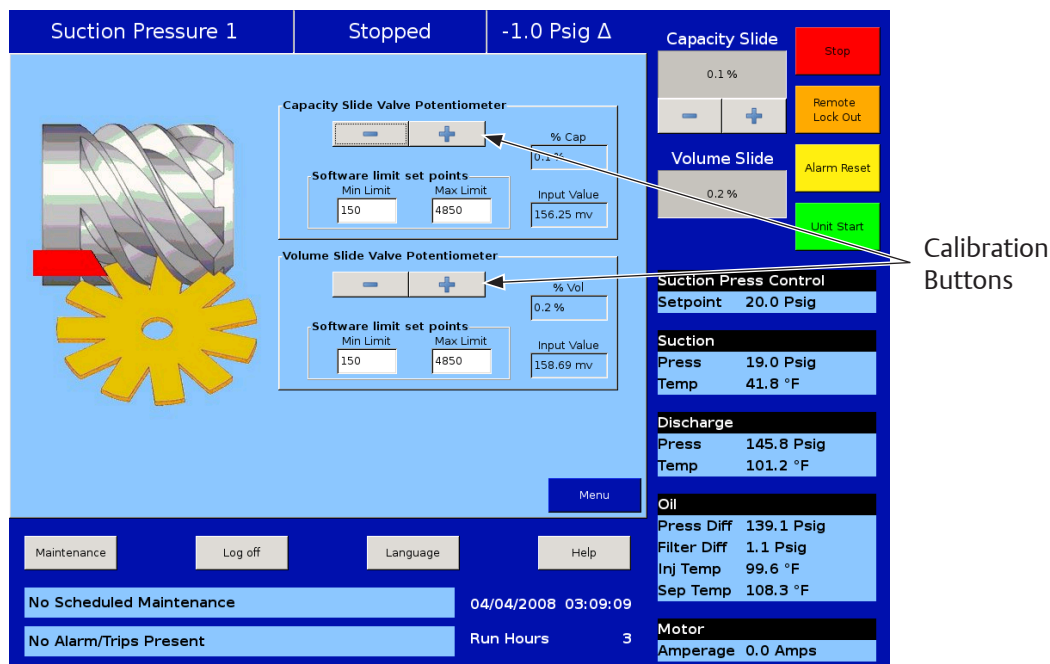 Suction Pressure 1
Stopped
-1.0 Psig Δ
Capacity Slide Valve Potentiometer
% Cap
0.1 %
Software limit set points
Min Limit
Max Limit
150
4850
Input Value
156.25 mv
Volume Slide Valve Potentiometer
% Vol
0.2 %
Software limit set points
Min Limit
Max Limit
150
4850
Input Value
158.69 mv
Menu
Maintenance
Log off
Language
Help
No Scheduled Maintenance
04/04/2008 03:09:09
No Alarm/Trips Present
Run Hours 3
Capacity Slide
0.1 %
Volume Slide
0.2 %
Stop
Remote
Lock Out
Alarm Reset
Unit Start
Suction Press Control
Setpoint 20.0 Psig
Suction
Press 19.0 Psig
Temp 41.8 °F
Discharge
Press 145.8 Psig
Temp 101.2 °F
Oil
Press Diff 139.1 Psig
Filter Diff 1.1 Psig
Inj Temp 99.6 °F
Sep Temp 108.3 °F
Motor
Amperage 0.0 Amps
Calibration
Buttons